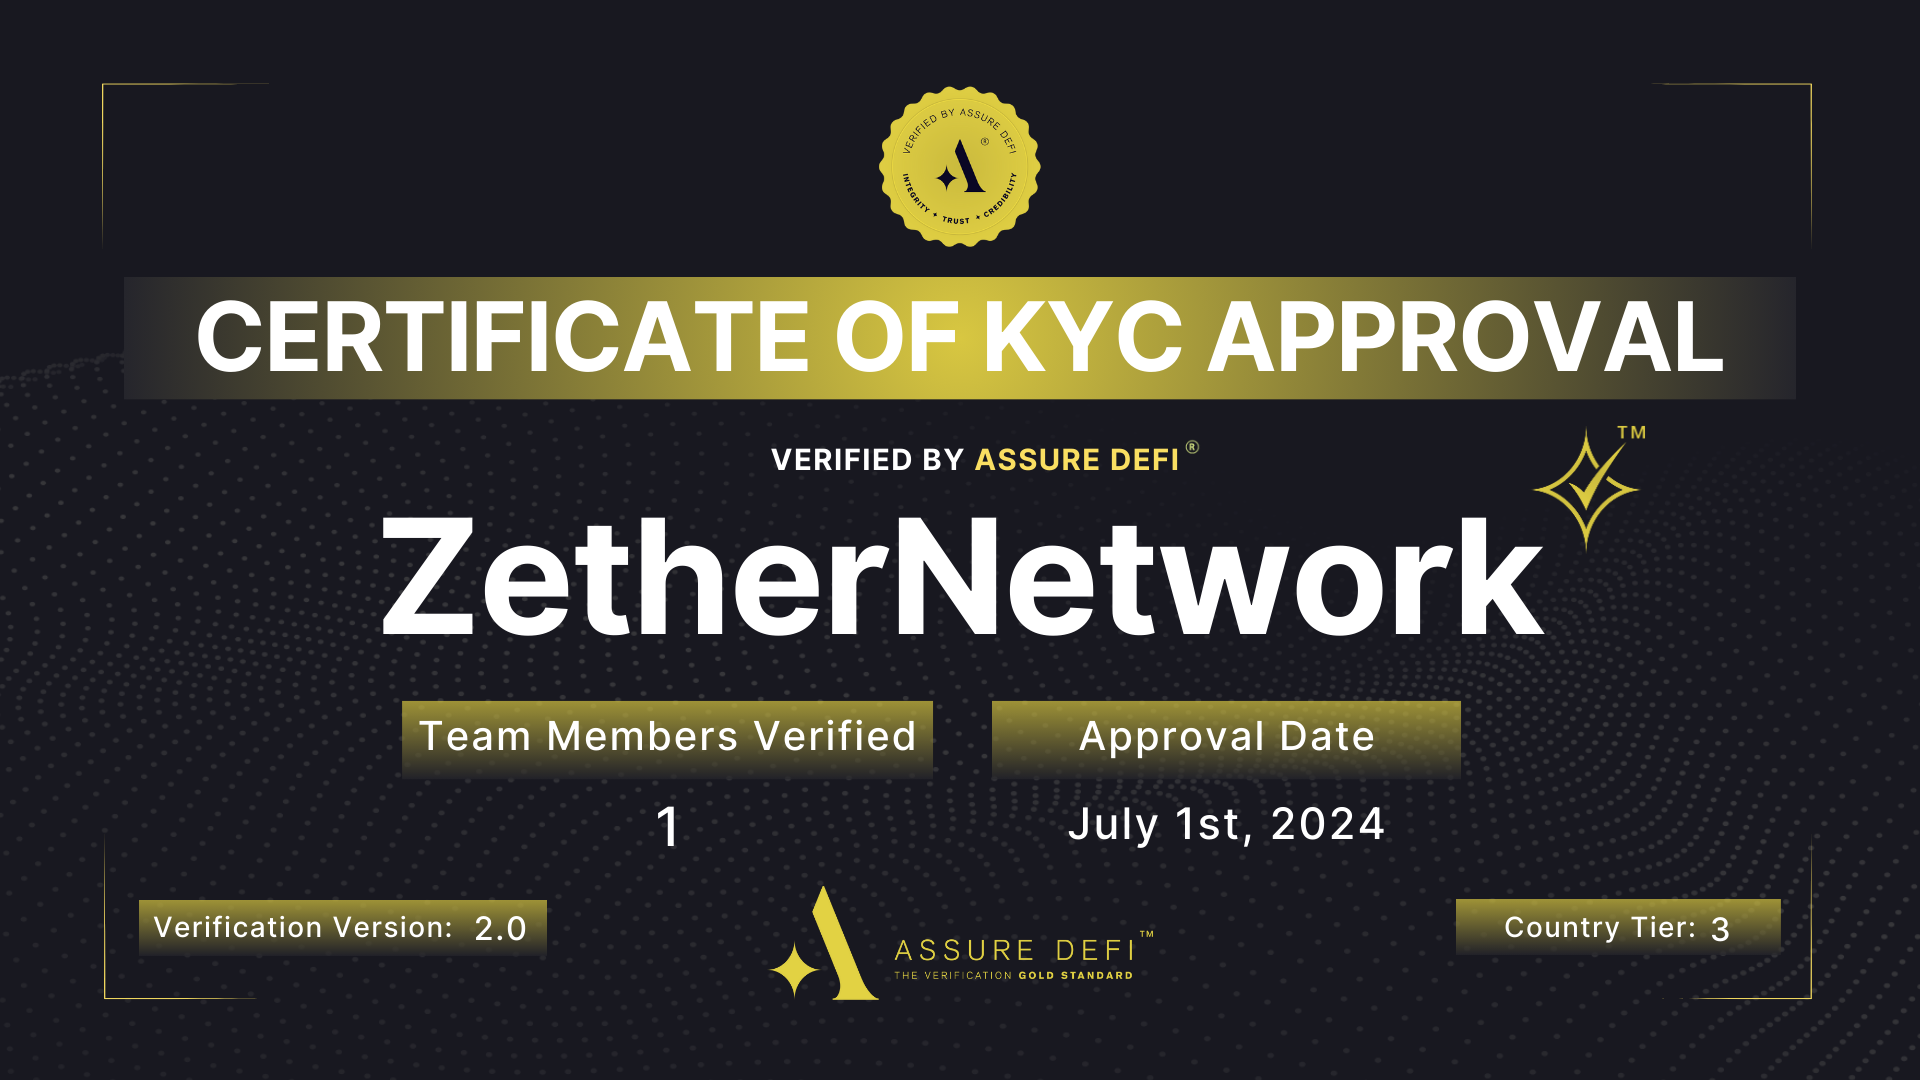 VERIFIED BY ASSURE DEFI
®
INTEGRITY ✦ TRUST ✦ CREDIBILITY
CERTIFICATE OF KYC APPROVAL
VERIFIED BY ASSURE DEFI ®
TM
ZetherNetwork
Team Members Verified
Approval Date
1
July 1st, 2024
Verification Version: 2.0
ASSURE DEFI TM
THE VERIFICATION GOLD STANDARD
Country Tier: 3